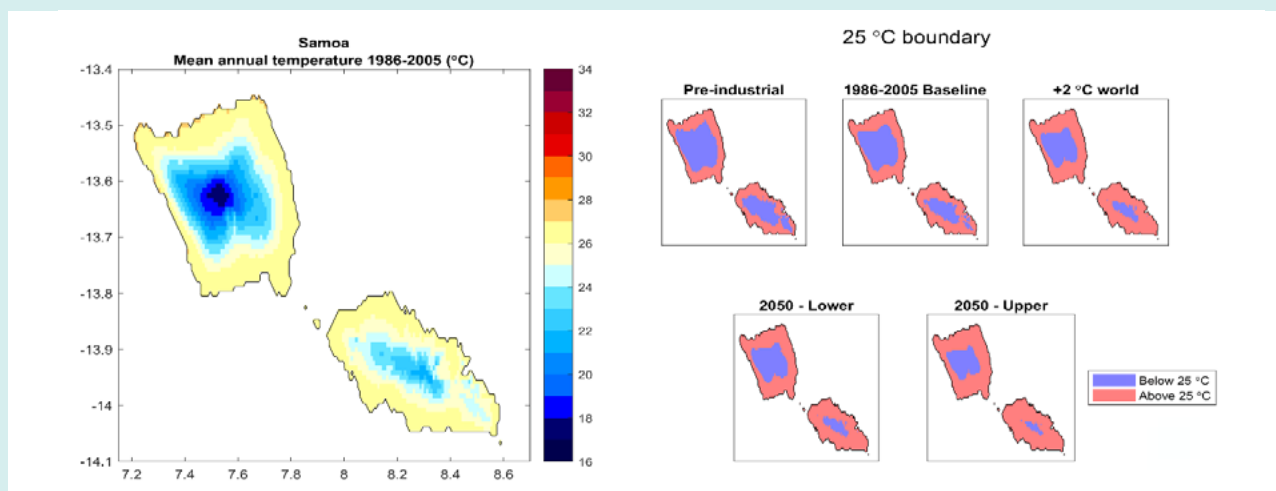 Samoa
Mean annual temperature 1986-2005 (°C)
-13.4
-13.5
-13.6
-13.7
-13.8
-13.9
-14
-14.1
7.2 7.4 7.6 7.8 8 8.2 8.4 8.6
34
32
30
28
26
24
22
20
18
16
25 °C boundary
Pre-industrial
1986-2005 Baseline
+2 °C world
2050 - Lower
2050 - Upper
Below 25 °C
Above 25 °C